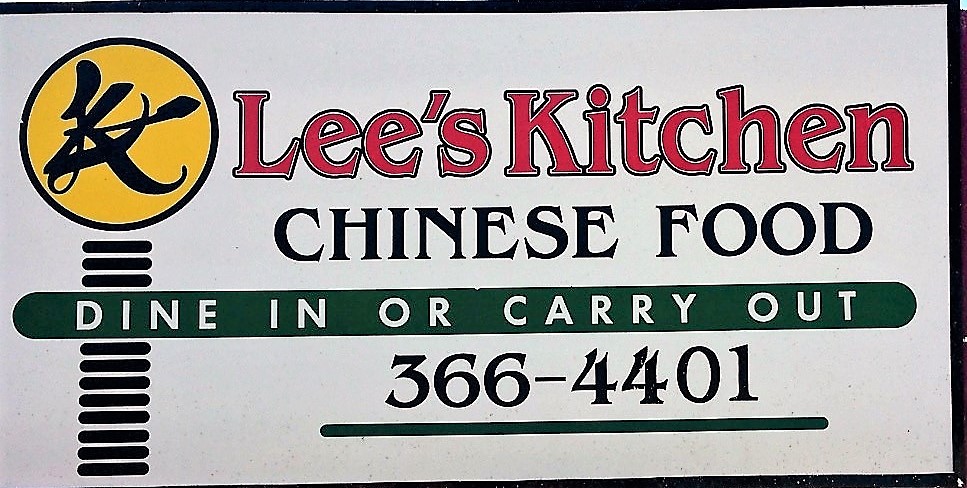 Lee's Kitchen
CHINESE FOOD
DINE IN OR CARRY OUT
366-4401